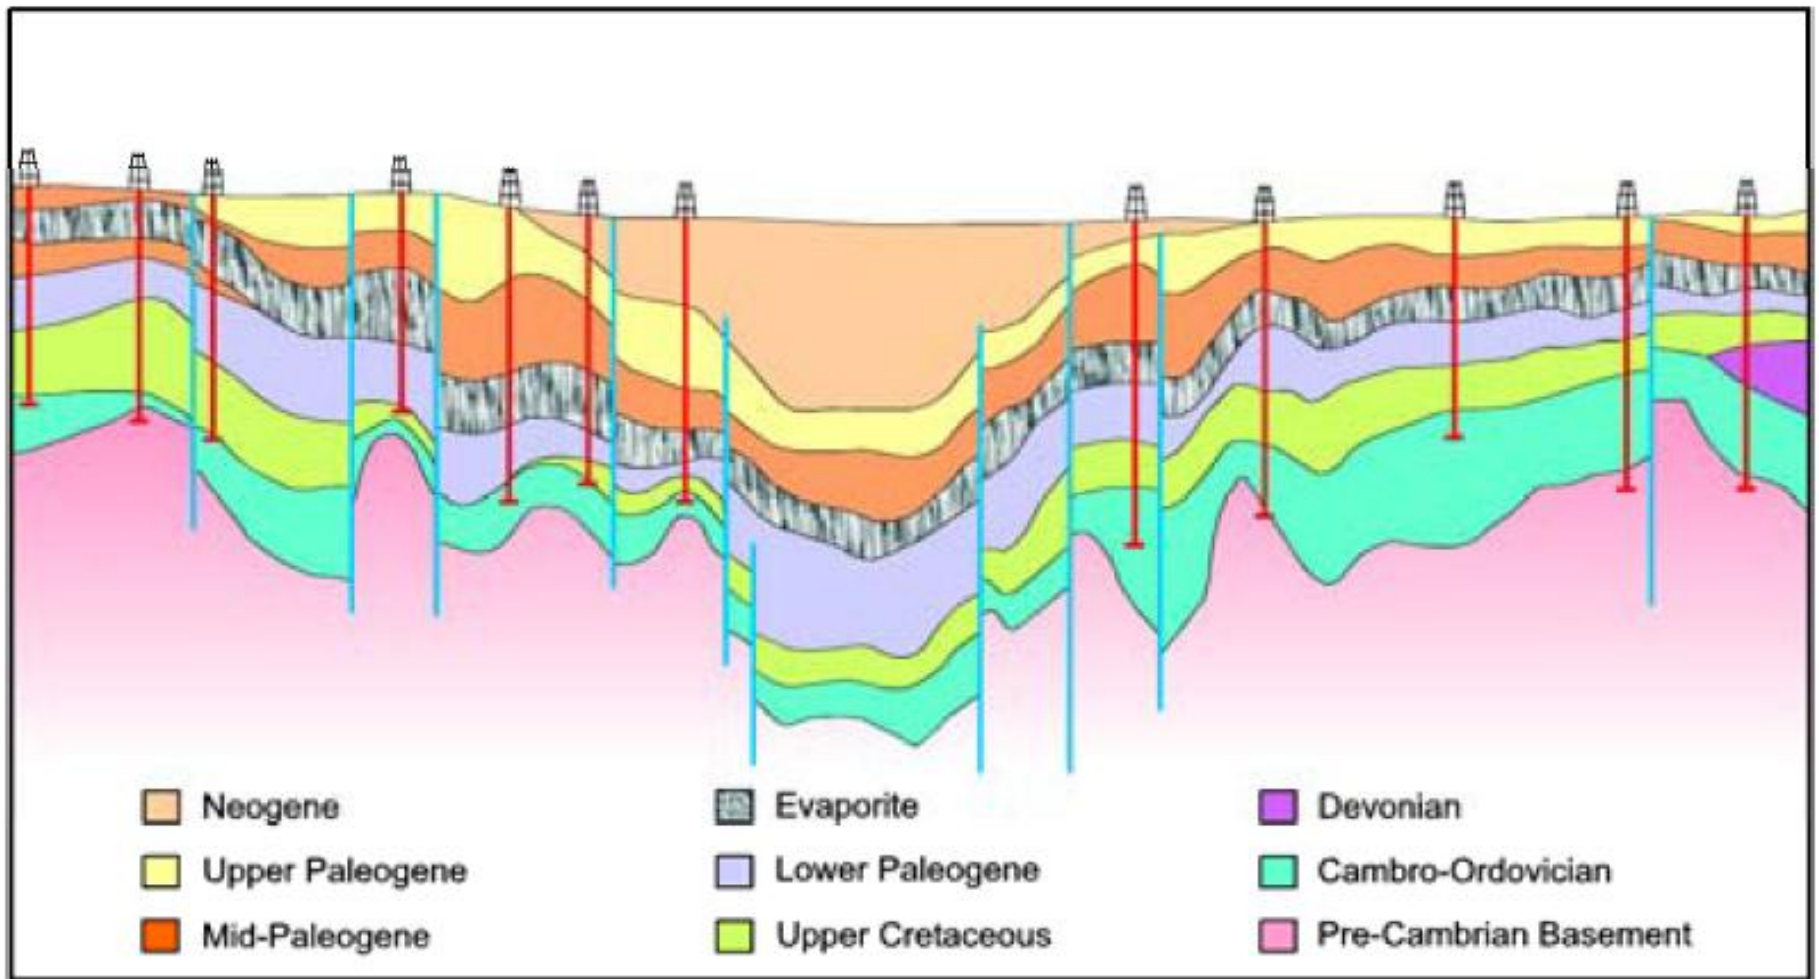 Neogene
Evaporite
Devonian
Upper Paleogene
Lower Paleogene
Cambro-Ordovician
Mid-Paleogene
Upper Cretaceous
Pre-Cambrian Basement